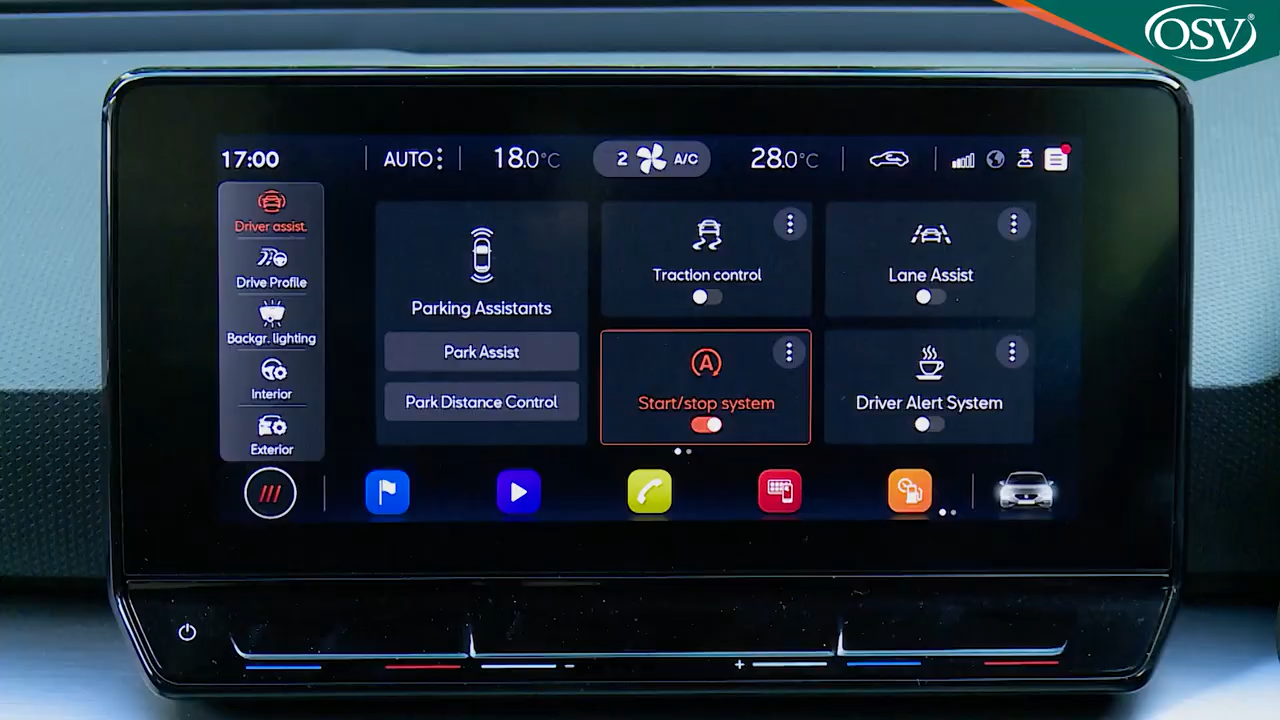 OSV®
17:00
AUTO
18.0°C
2 A/C
28.0°C
Driver assist.
Drive Profile
Backgr. lighting
Interior
Exterior
Parking Assistants
Park Assist
Park Distance Control
Traction control
Lane Assist
A
Start/stop system
Driver Alert System
- +